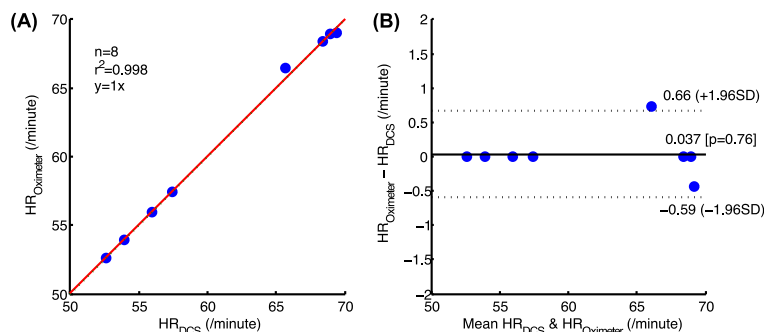 (A)
n=8
r²=0.998
y=1x
70
65
60
55
50
HR_Oximeter (/minute)
50 55 60 65 70
HR_DCS (/minute)
(B)
2
1.5
1
0.5
0
−0.5
−1
−1.5
−2
HR_Oximeter − HR_DCS (/minute)
0.66 (+1.96SD)
0.037 [p=0.76]
−0.59 (−1.96SD)
50 55 60 65 70
Mean HR_DCS & HR_Oximeter (/minute)